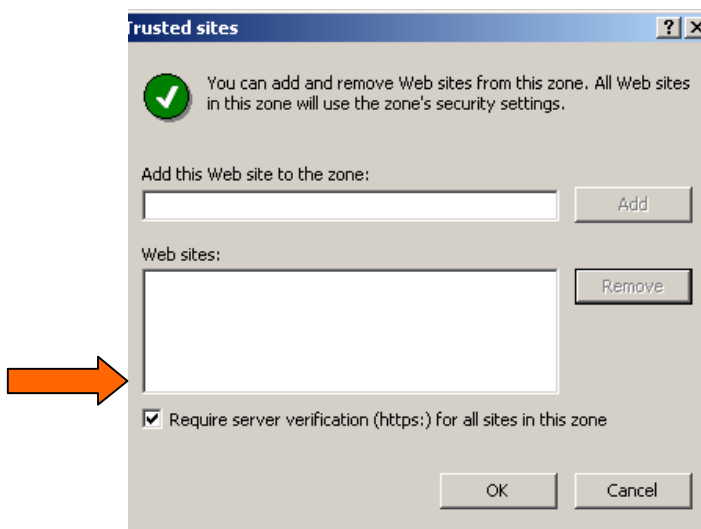 Trusted sites
You can add and remove Web sites from this zone. All Web sites
in this zone will use the zone's security settings.
Add this Web site to the zone:
Add
Web sites:
Remove
Require server verification (https:) for all sites in this zone
OK
Cancel